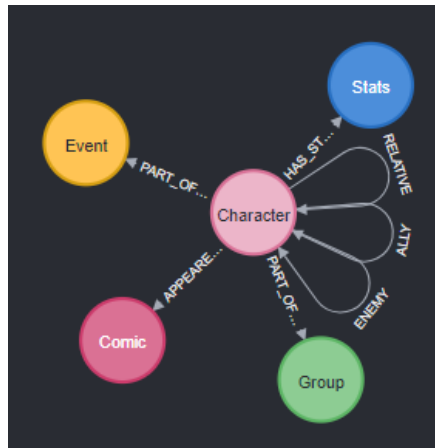 Stats
HAS_ST...
RELATIVE
Event
PART_OF...
Character
ALLY
APPEARE...
PART_OF...
ENEMY
Comic
Group